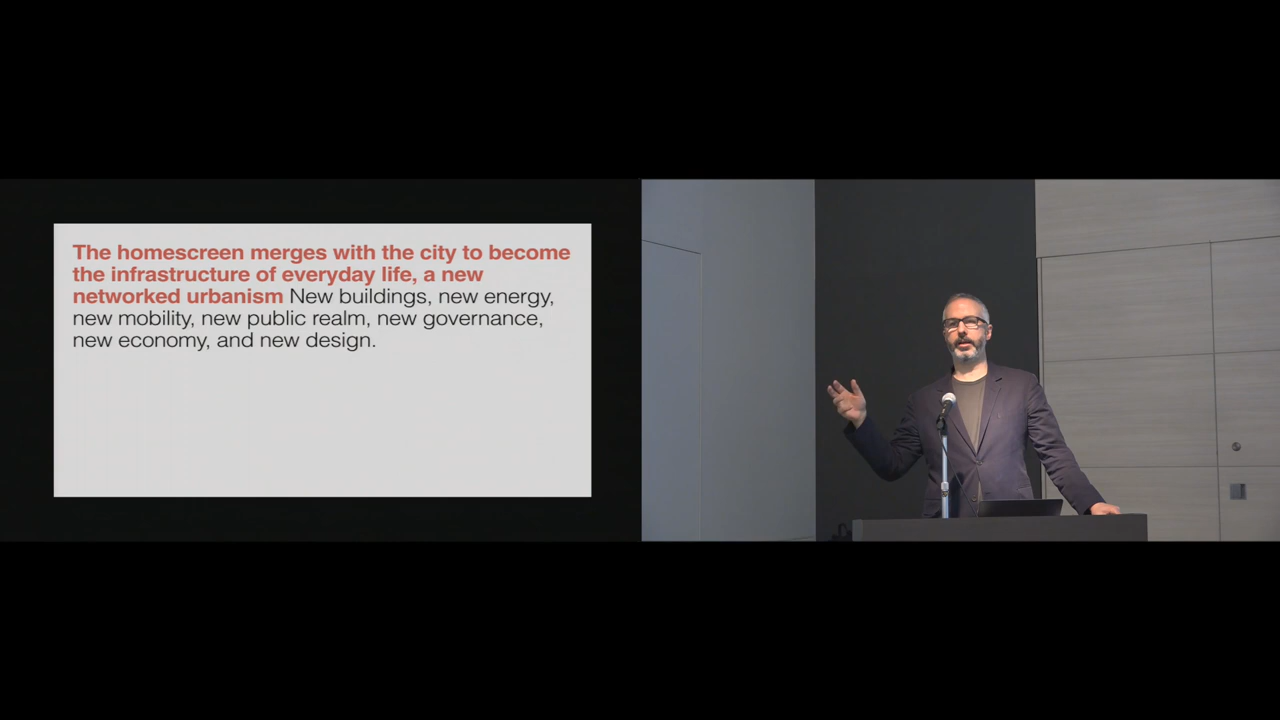 The homescreen merges with the city to become
the infrastructure of everyday life, a new
networked urbanism New buildings, new energy,
new mobility, new public realm, new governance,
new economy, and new design.